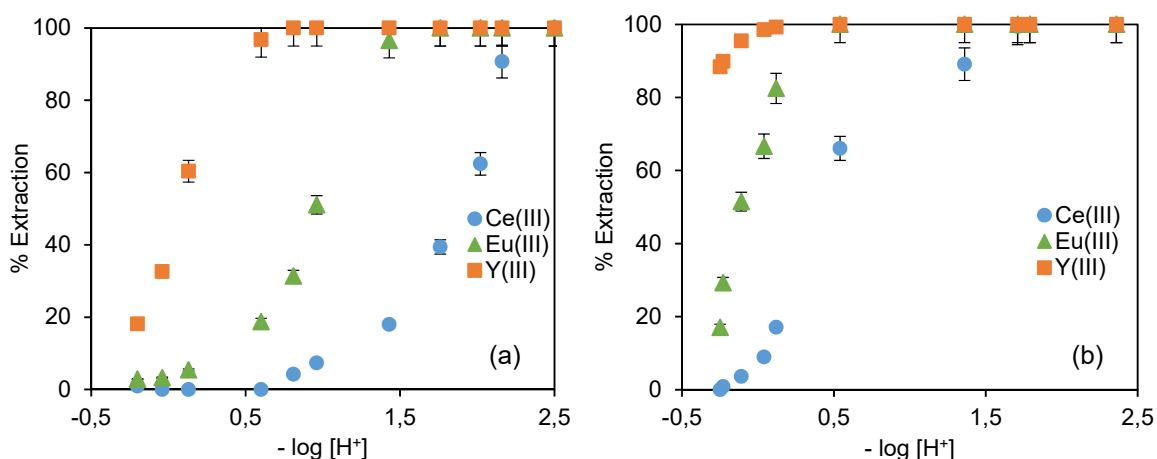 100
80
60
40
20
0
% Extraction
-0,5
0,5
1,5
2,5
- log [H⁺]
Ce(III)
Eu(III)
Y(III)
(a)
100
80
60
40
20
0
% Extraction
-0,5
0,5
1,5
2,5
- log [H⁺]
Ce(III)
Eu(III)
Y(III)
(b)